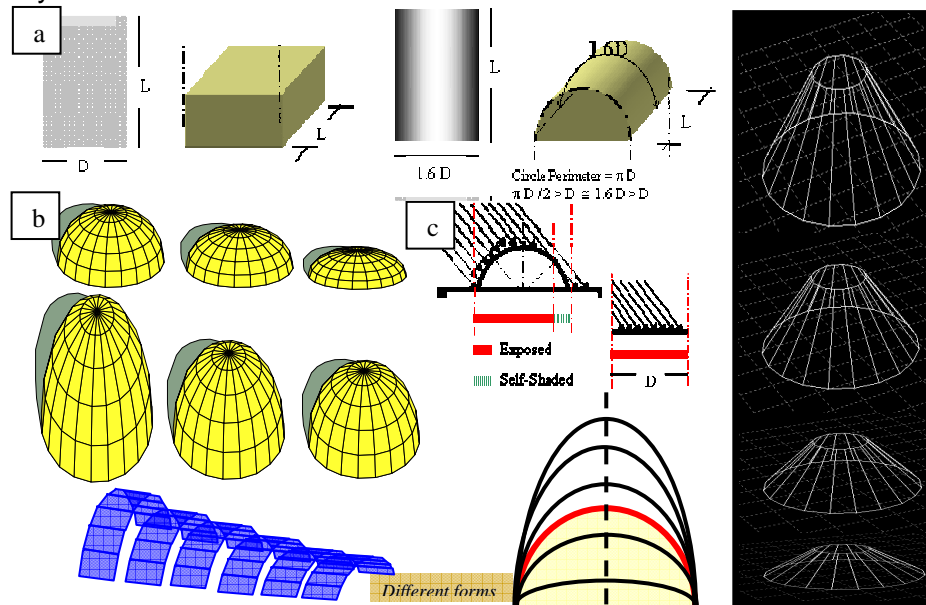 a
L
D
L
L
1.6 D
1.6D
L
Circle Perimeter = π D
π D /2 > D ≅ 1.6 D > D
b
c
Exposed
Self-Shaded
D
Different forms